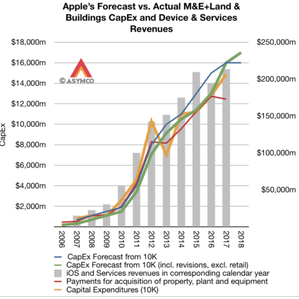 Apple's Forecast vs. Actual M&E+Land &
Buildings CapEx and Device & Services
Revenues
$18,000m
$16,000m
$14,000m
$12,000m
$10,000m
$8,000m
$6,000m
$4,000m
$2,000m
CapEx
$250,000m
$200,000m
$150,000m
$100,000m
$50,000m
© ASYMCO
2006 2007 2008 2009 2010 2011 2012 2013 2014 2015 2016 2017 2018
CapEx Forecast from 10K
CapEx Forecast from 10K (incl. revisions, excl. retail)
iOS and Services revenues in corresponding calendar year
Payments for acquisition of property, plant and equipment
Capital Expenditures (10K)